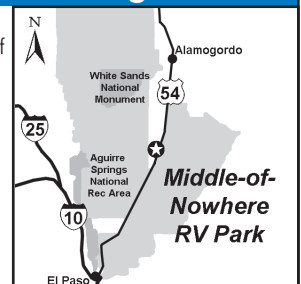 of
N
Alamogordo
White Sands
National
Monument
54
25
Aguirre
Springs
National
Rec Area
Middle-of-
Nowhere
RV Park
10
El Paso